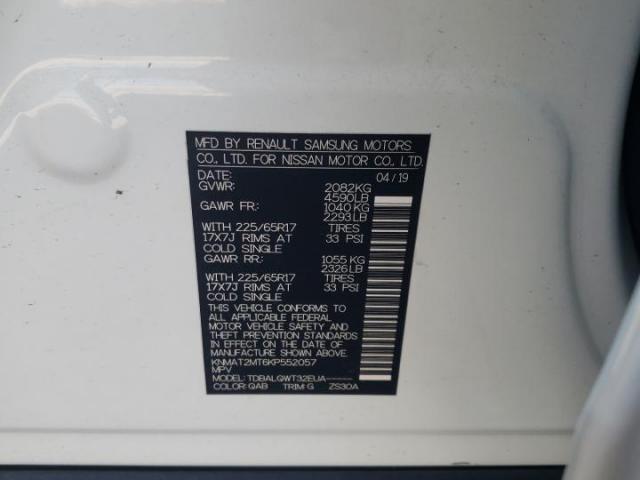 MFD BY RENAULT SAMSUNG MOTORS
CO., LTD. FOR NISSAN MOTOR CO., LTD.
DATE: 04/19
GVWR: 2082KG
4590LB
GAWR FR: 1040 KG
2293 LB
WITH 225/65R17 TIRES
17X7J RIMS AT 33 PSI
COLD SINGLE
GAWR RR: 1055 KG
2326 LB
WITH 225/65R17 TIRES
17X7J RIMS AT 33 PSI
COLD SINGLE
THIS VEHICLE CONFORMS TO
ALL APPLICABLE FEDERAL
MOTOR VEHICLE SAFETY AND
THEFT PREVENTION STANDARDS
IN EFFECT ON THE DATE OF
MANUFACTURE SHOWN ABOVE.
KNMAT2MT6KP552057
MPV
MODEL: TDBALQWT32EUA-----
COLOR: QAB TRIM: G ZS30A